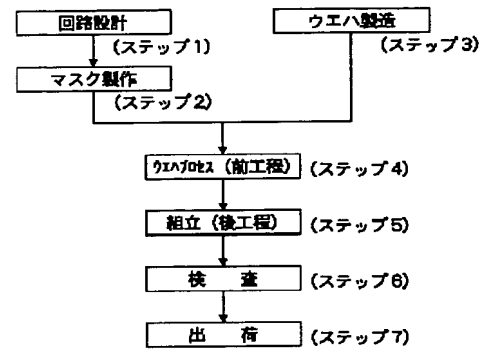 回路設計
(ステップ1)
ウエハ製造
(ステップ3)
マスク製作
(ステップ2)
ウエハプロセス (前工程)
(ステップ4)
組立 (後工程)
(ステップ5)
検 査
(ステップ6)
出 荷
(ステップ7)